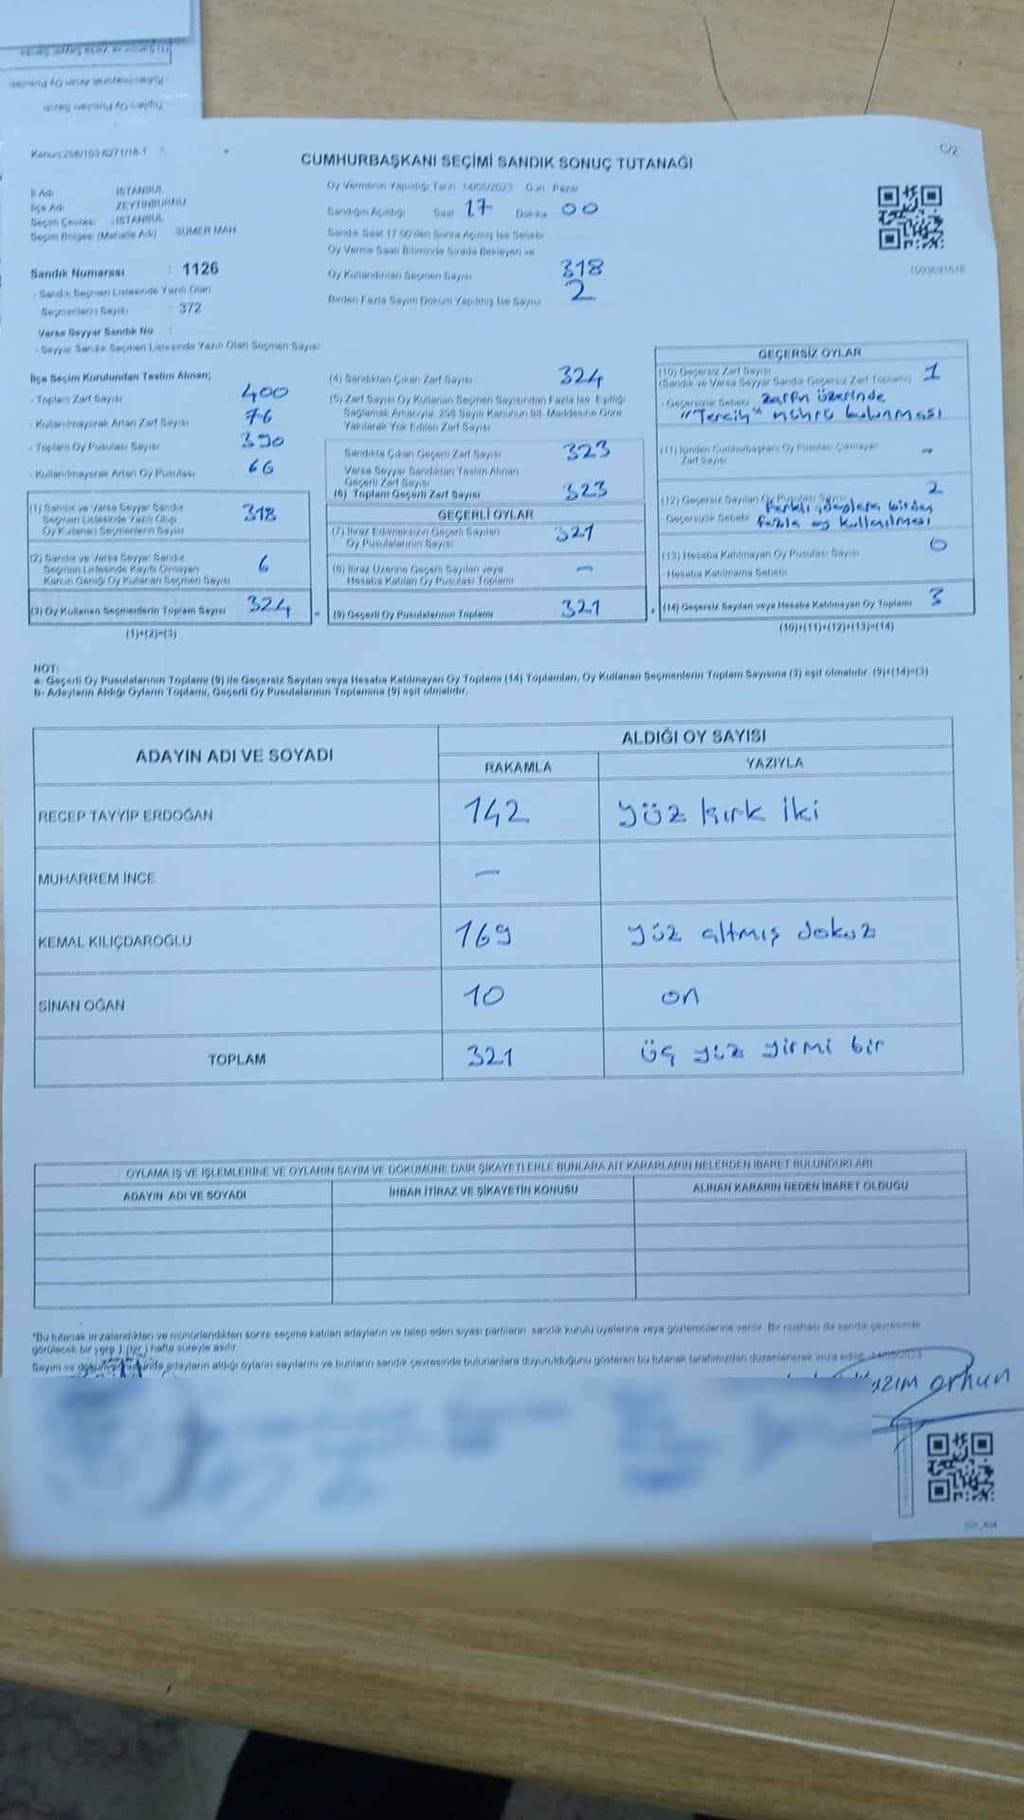 Kanun:298/105 6271/18-1
C/2
CUMHURBAŞKANI SEÇİMİ SANDIK SONUÇ TUTANAĞI
İl Adı : İSTANBUL
İlçe Adı : ZEYTİNBURNU
Seçim Çevresi : İSTANBUL
Seçim Bölgesi (Mahalle Adı) SÜMER MAH.
Sandık Numarası : 1126
- Sandık Seçmen Listesinde Yazılı Olan
Seçmenlerin Sayısı : 372
Varsa Seyyar Sandık No :
- Seyyar Sandık Seçmen Listesinde Yazılı Olan Seçmen Sayısı
Oy Vermenin Yapıldığı Tarih 14/05/2023 Gün Pazar
Sandığın Açıldığı Saat 17 Dakika 00
Sandık Saat 17.00'den Sonra Açılmış İse Sebebi
Oy Verme Saati Bitiminde Sırada Bekleyen ve
Oy Kullandırılan Seçmen Sayısı 318
Birden Fazla Sayım Döküm Yapılmış İse Sayısı 2
1003691618
İlçe Seçim Kurulundan Teslim Alınan;
- Toplam Zarf Sayısı 400
- Kullanılmayarak Artan Zarf Sayısı 76
- Toplam Oy Pusulası Sayısı 390
- Kullanılmayarak Artan Oy Pusulası 66
(1) Sandık ve Varsa Seyyar Sandık
Seçmen Listesinde Yazılı Olup
Oy Kullanan Seçmenlerin Sayısı 318
(2) Sandık ve Varsa Seyyar Sandık
Seçmen Listesinde Kayıtlı Olmayan
Kanun Gereği Oy Kullanan Seçmen Sayısı 6
(3) Oy Kullanan Seçmenlerin Toplam Sayısı 324
(1)+(2)=(3)
(4) Sandıktan Çıkan Zarf Sayısı 324
(5) Zarf Sayısı Oy Kullanan Seçmen Sayısından Fazla İse Eşitliği
Sağlamak Amacıyla 298 Sayılı Kanunun 98. Maddesine Göre
Yakılarak Yok Edilen Zarf Sayısı
Sandıkta Çıkan Geçerli Zarf Sayısı 323
Varsa Seyyar Sandıktan Teslim Alınan
Geçerli Zarf Sayısı
(6) Toplam Geçerli Zarf Sayısı 323
GEÇERLİ OYLAR
(7) İtiraz Edilmeksizin Geçerli Sayılan
Oy Pusulalarının Sayısı 321
(8) İtiraz Üzerine Geçerli Sayılan veya
Hesaba Katılan Oy Pusulası Toplamı –
(9) Geçerli Oy Pusulalarının Toplamı 321
GEÇERSİZ OYLAR
(10) Geçersiz Zarf Sayısı 1
(Sandık ve Varsa Seyyar Sandık Geçersiz Zarf Toplamı)
- Geçersizlik Sebebi zarfın üzerinde
"Tercih" mührü bulunması
(11) İçinden Cumhurbaşkanı Oy Pusulası Çıkmayan
Zarf Sayısı –
(12) Geçersiz Sayılan Oy Pusulası Sayısı 2
- Geçersizlik Sebebi farklı adaylara birden
fazla oy kullanılması
(13) Hesaba Katılmayan Oy Pusulası Sayısı 0
- Hesaba Katılmama Sebebi
(14) Geçersiz Sayılan veya Hesaba Katılmayan Oy Toplamı 3
(10)+(11)+(12)+(13)=(14)
NOT:
a- Geçerli Oy Pusulalarının Toplamı (9) ile Geçersiz Sayılan veya Hesaba Katılmayan Oy Toplamı (14) Toplamları, Oy Kullanan Seçmenlerin Toplam Sayısına (3) eşit olmalıdır. (9)+(14)=(3)
b- Adayların Aldığı Oyların Toplamı, Geçerli Oy Pusulalarının Toplamına (9) eşit olmalıdır.
ADAYIN ADI VE SOYADI
ALDIĞI OY SAYISI
RAKAMLA YAZIYLA
RECEP TAYYİP ERDOĞAN 142 yüz kırk iki
MUHARREM İNCE –
KEMAL KILIÇDAROĞLU 169 yüz altmış dokuz
SİNAN OĞAN 10 on
TOPLAM 321 üç yüz yirmi bir
OYLAMA İŞ VE İŞLEMLERİNE VE OYLARIN SAYIM VE DÖKÜMÜNE DAİR ŞİKAYETLERLE BUNLARA AİT KARARLARIN NELERDEN İBARET BULUNDUKLARI
ADAYIN ADI VE SOYADI İHBAR İTİRAZ VE ŞİKAYETİN KONUSU ALINAN KARARIN NEDEN İBARET OLDUĞU
*Bu tutanak imzalandıktan ve mühürlendikten sonra seçime katılan adayların ve talep eden siyasi partilerin sandık kurulu üyelerine veya gözlemcilerine verilir. Bir nüshası da sandık çevresinde
görülecek bir yere 1 (bir) hafta süreyle asılır.
Sayım ve dökümün adayların aldığı oyların sayılarını ve bunların sandık çevresinde bulunanlara duyurulduğunu gösteren bu tutanak tarafımızdan düzenlenerek imza edildi. 14/05/2023
orhun